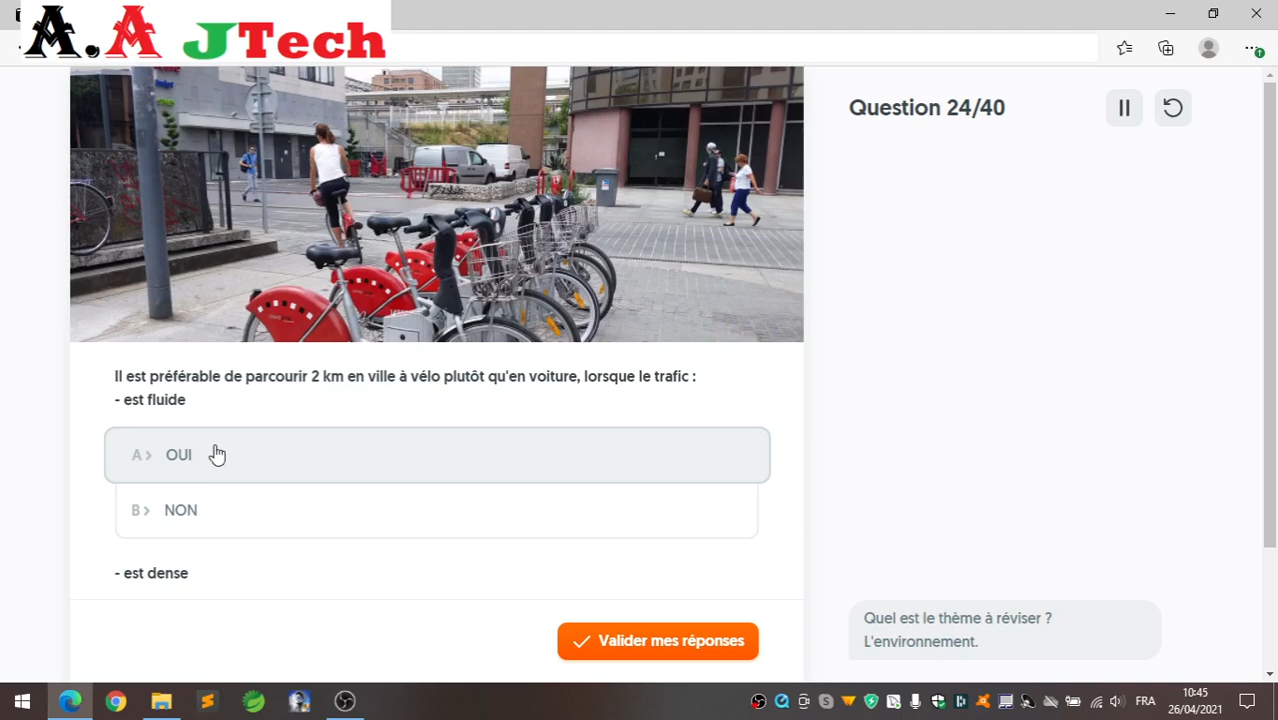 A.A JTech
Question 24/40
Il est préférable de parcourir 2 km en ville à vélo plutôt qu'en voiture, lorsque le trafic :
- est fluide
A > OUI
B > NON
- est dense
Valider mes réponses
Quel est le thème à réviser ?
L'environnement.
FRA
10:45
26/04/2021